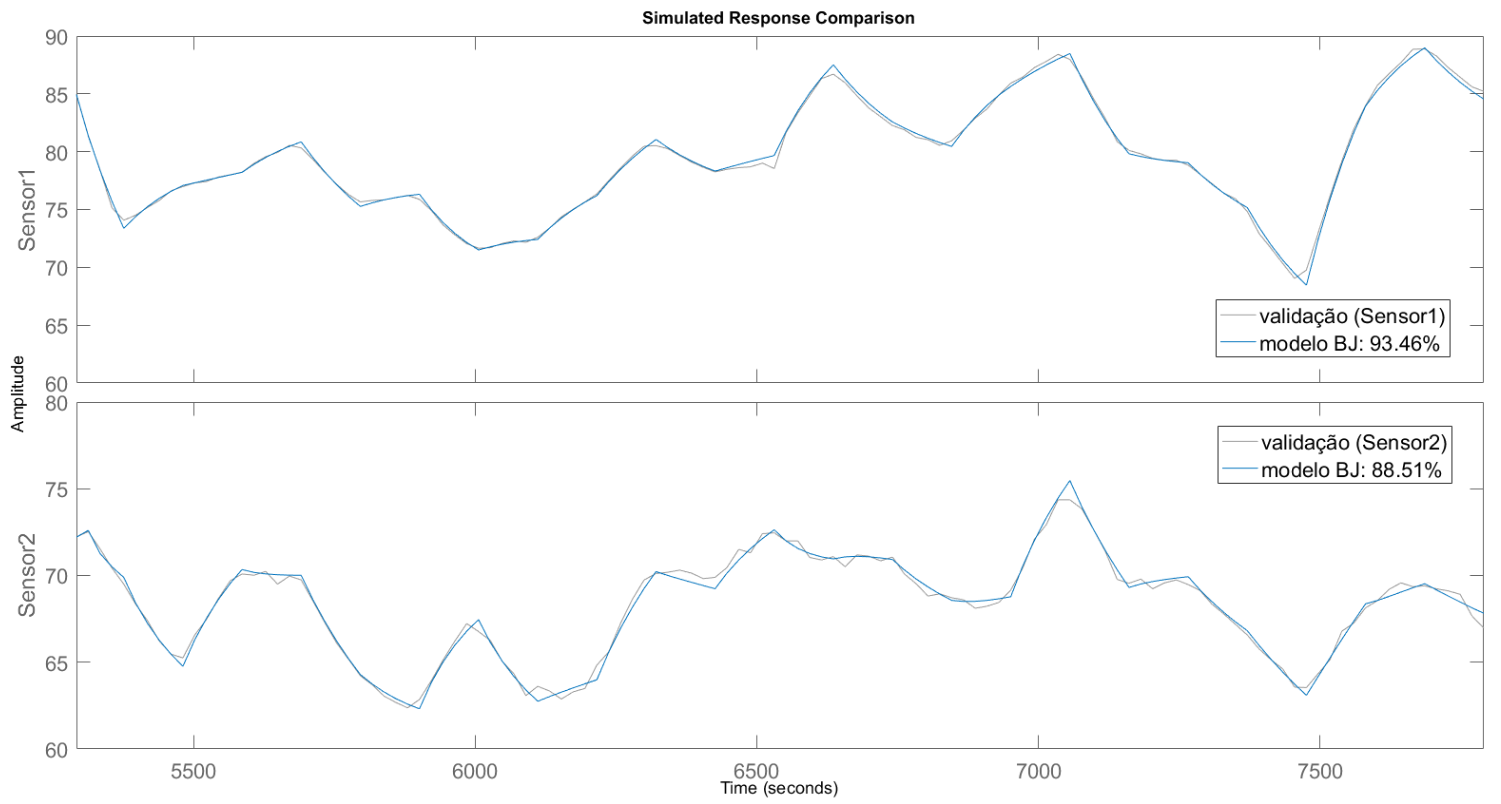 Simulated Response Comparison
90
85
80
75
70
65
60
Sensor1
validação (Sensor1)
modelo BJ: 93.46%
Amplitude
80
75
70
65
60
Sensor2
validação (Sensor2)
modelo BJ: 88.51%
5500 6000 6500 7000 7500
Time (seconds)